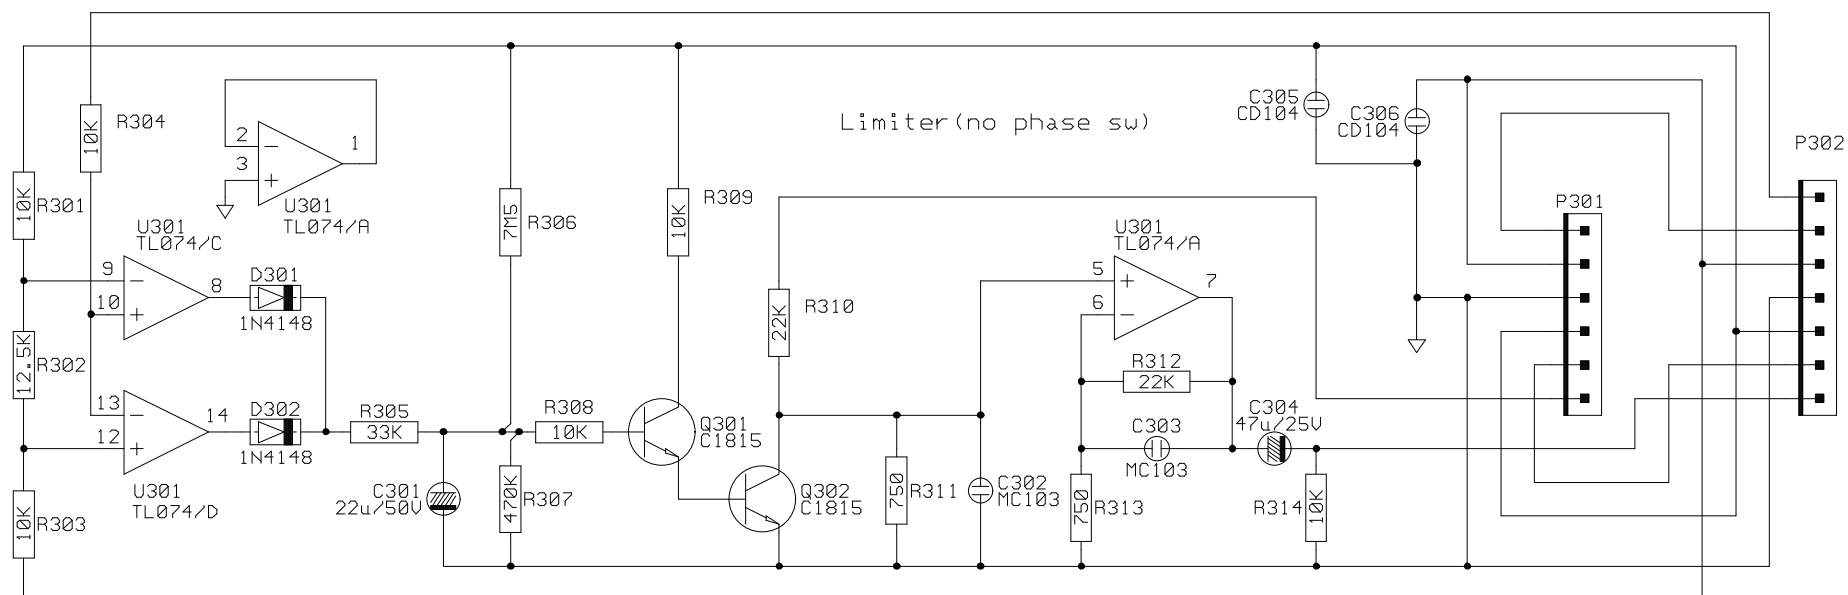 R304
10K
Limiter(no phase sw)
C305
CD104
C306
CD104
P302
2
3
1
10K
R301
U301
TL074/A
7M5
R306
10K
R309
P301
U301
TL074/C
U301
TL074/A
9
10
8
D301
1N4148
5
6
7
22K
R310
12.5K
R302
R312
22K
13
12
14
D302
1N4148
R305
33K
R308
10K
Q301
C1815
C303
MC103
C304
47u/25V
U301
TL074/D
C301
22u/50V
470K
R307
Q302
C1815
750
R311
C302
MC103
750
R313
R314
10K
10K
R303